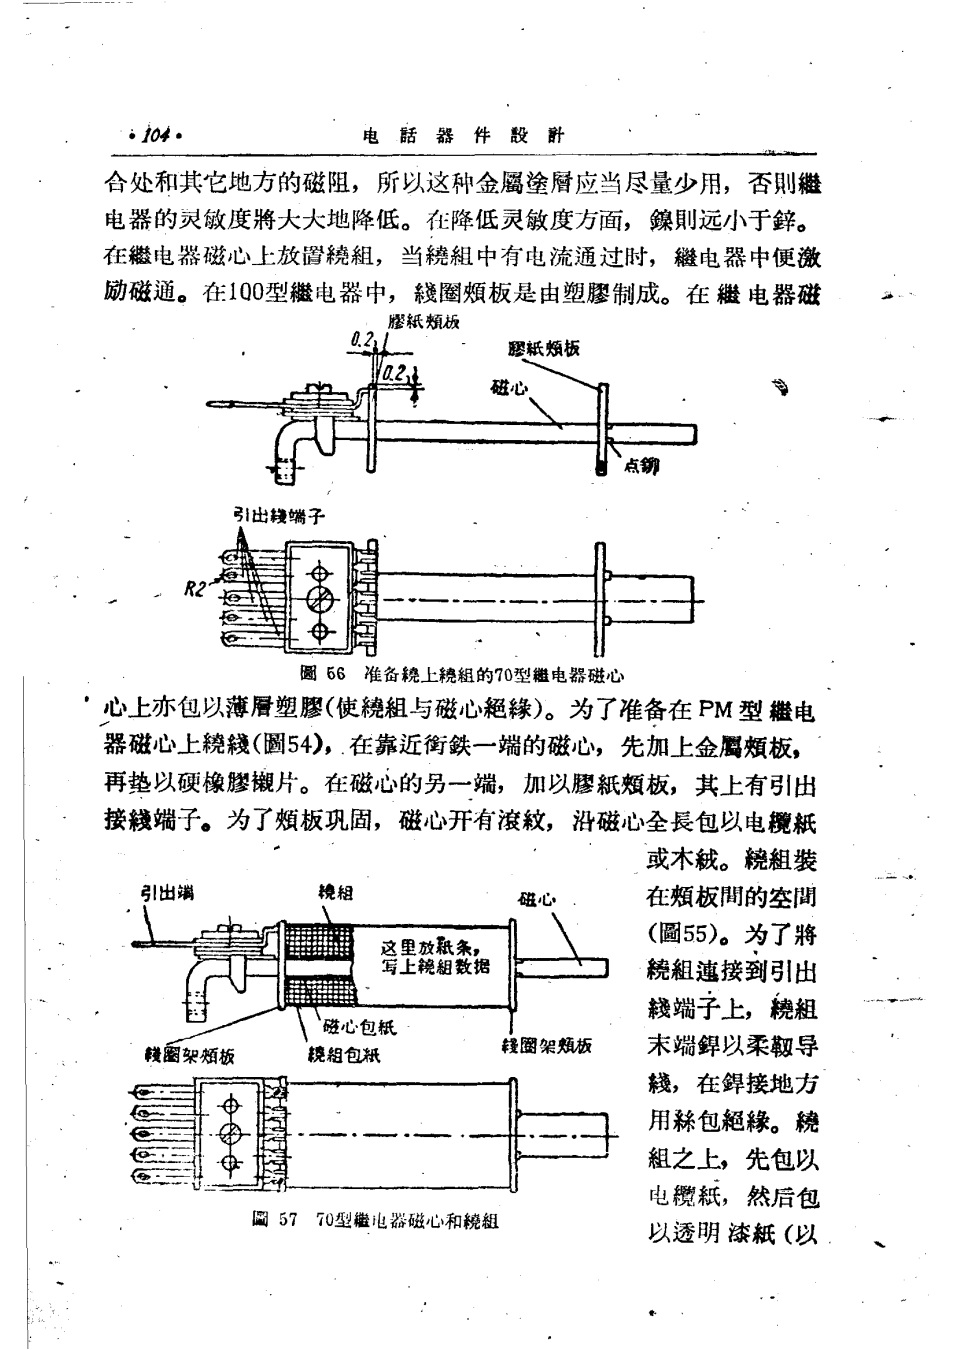 ·104·
电話器件設計
合处和其它地方的磁阻，所以这种金屬塗層应当尽量少用，否則繼
电器的灵敏度將大大地降低。在降低灵敏度方面，鎳則远小于鋅。
在繼电器磁心上放置繞組，当繞組中有电流通过时，繼电器中便激
励磁通。在100型繼电器中，綫圈頰板是由塑膠制成。在繼电器磁
膠紙頰板
0.2
0.2
膠紙頰板
磁心
点鉚
引出綫端子
R2
圖 56 准备繞上繞組的70型繼电器磁心
心上亦包以薄層塑膠(使繞組与磁心絕緣)。为了准备在 PM 型繼电
器磁心上繞綫(圖54)，在靠近銜鉄一端的磁心，先加上金屬頰板，
再垫以硬橡膠襯片。在磁心的另一端，加以膠紙頰板，其上有引出
接綫端子。为了頰板巩固，磁心开有滾紋，沿磁心全長包以电纜紙
或木絨。繞組裝
在頰板間的空間
(圖55)。为了將
繞組連接到引出
綫端子上，繞組
末端銲以柔韌导
綫，在銲接地方
用絲包絕緣。繞
組之上，先包以
电纜紙，然后包
以透明漆紙(以
引出端
繞組
磁心
这里放紙条，
写上繞組数据
磁心包紙
綫圈架頰板
繞組包紙
綫圈架頰板
圖 57 70型繼电器磁心和繞組